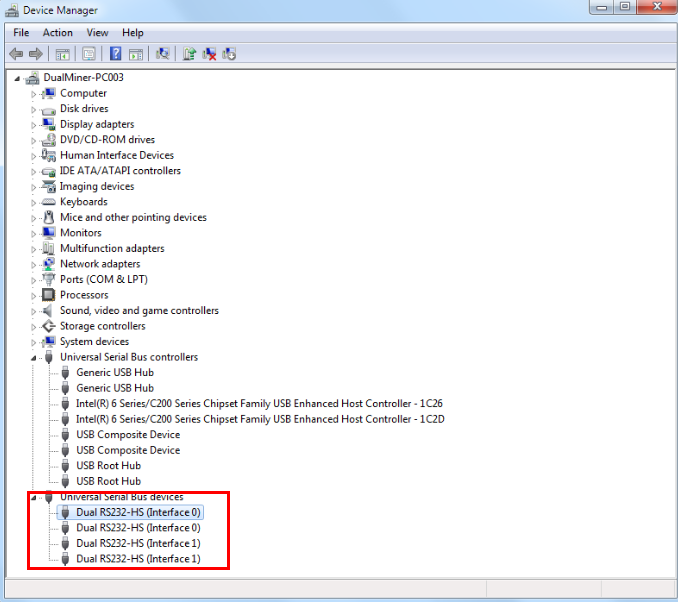 Device Manager
File Action View Help
DualMiner-PC003
Computer
Disk drives
Display adapters
DVD/CD-ROM drives
Human Interface Devices
IDE ATA/ATAPI controllers
Imaging devices
Keyboards
Mice and other pointing devices
Monitors
Multifunction adapters
Network adapters
Ports (COM & LPT)
Processors
Sound, video and game controllers
Storage controllers
System devices
Universal Serial Bus controllers
Generic USB Hub
Generic USB Hub
Intel(R) 6 Series/C200 Series Chipset Family USB Enhanced Host Controller - 1C26
Intel(R) 6 Series/C200 Series Chipset Family USB Enhanced Host Controller - 1C2D
USB Composite Device
USB Composite Device
USB Root Hub
USB Root Hub
Universal Serial Bus devices
Dual RS232-HS (Interface 0)
Dual RS232-HS (Interface 0)
Dual RS232-HS (Interface 1)
Dual RS232-HS (Interface 1)